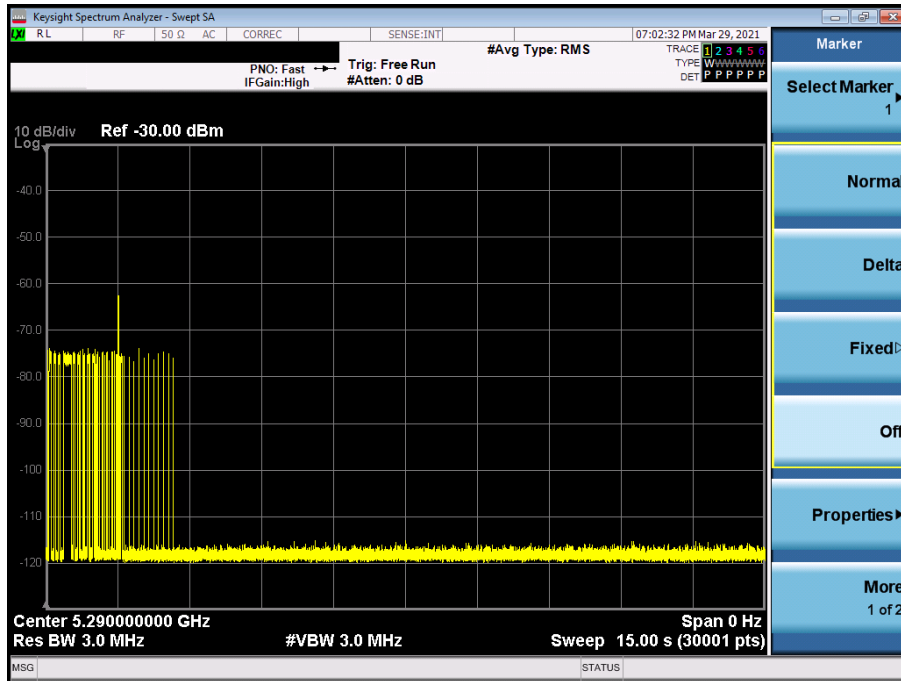 Keysight Spectrum Analyzer - Swept SA
LXI RL RF 50 Ω AC CORREC SENSE:INT 07:02:32 PM Mar 29, 2021
#Avg Type: RMS
TRACE 1 2 3 4 5 6
PNO: Fast Trig: Free Run
TYPE WWWWWW
IFGain:High #Atten: 0 dB
DET P P P P P P
10 dB/div Ref -30.00 dBm
Log
-40.0
-50.0
-60.0
-70.0
-80.0
-90.0
-100
-110
-120
Center 5.290000000 GHz Span 0 Hz
Res BW 3.0 MHz #VBW 3.0 MHz Sweep 15.00 s (30001 pts)
MSG STATUS
Marker
Select Marker
1
Norma
Delta
Fixed
Off
Properties
More
1 of 2